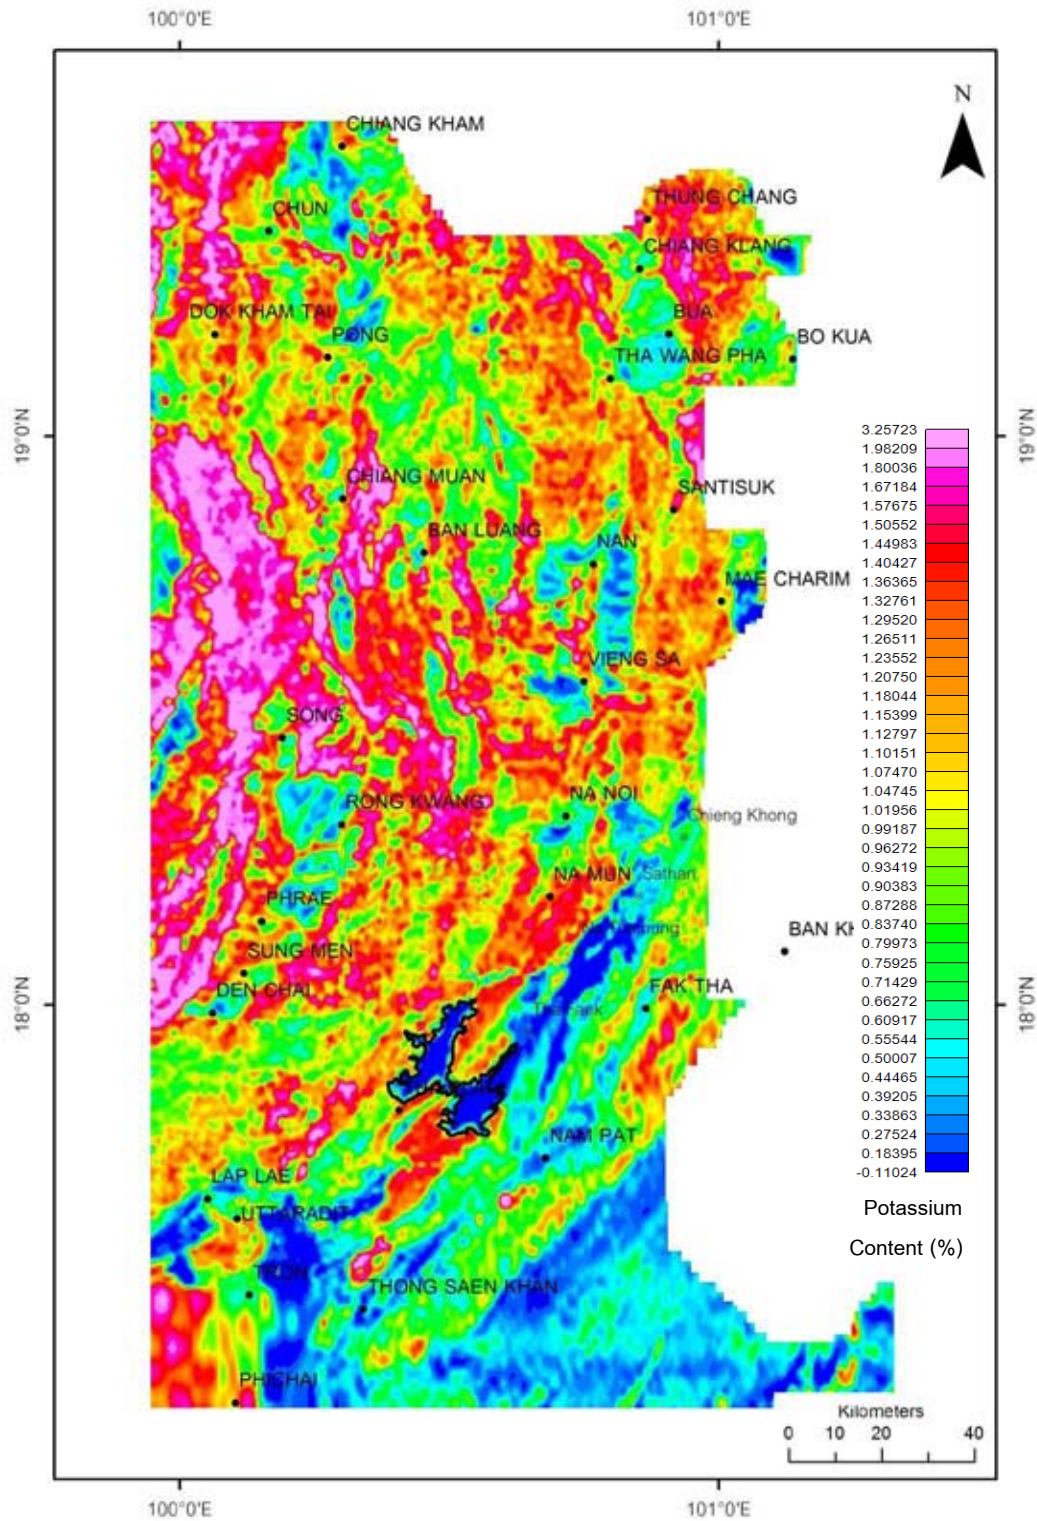 100°0'E
101°0'E
N
CHIANG KHAM
THUNG CHANG
CHUN
CHIANG KLANG
DOK KHAM TAI
BUA
PONG
BO KUA
THA WANG PHA
19°0'N
19°0'N
3.25723
1.98209
1.80036
1.67184
1.57675
1.50552
1.44983
1.40427
1.36365
1.32761
1.29520
1.26511
1.23552
1.20750
1.18044
1.15399
1.12797
1.10151
1.07470
1.04745
1.01956
0.99187
0.96272
0.93419
0.90383
0.87288
0.83740
0.79973
0.75925
0.71429
0.66272
0.60917
0.55544
0.50007
0.44465
0.39205
0.33863
0.27524
0.18395
-0.11024
Potassium
Content (%)
CHIANG MUAN
SANTISUK
BAN LUANG
NAN
MAE CHARIM
VIENG SA
SONG
NA NOI
RONG KWANG
Chieng Khong
NA MUN
Sathan
PHRAE
BAN KH
SUNG MEN
DEN CHAI
FAK THA
18°0'N
18°0'N
NAM PAT
LAP LAE
UTTARADIT
TRON
THONG SAEN KHAN
PHICHAI
Kilometers
0 10 20 40
100°0'E
101°0'E